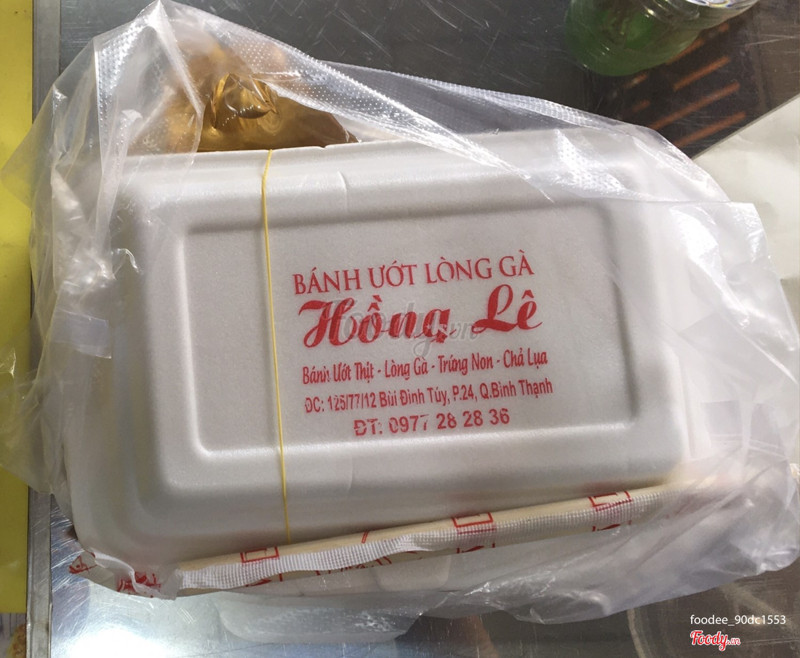 BÁNH ƯỚT LÒNG GÀ
Hồng Lê
Bánh Ướt Thịt - Lòng Gà - Trứng Non - Chả Lụa
ĐC: 125/77/12 Bùi Đình Túy, P.24, Q.Bình Thạnh
ĐT: 0977 28 28 36
foodee_90dc1553
Foody.vn